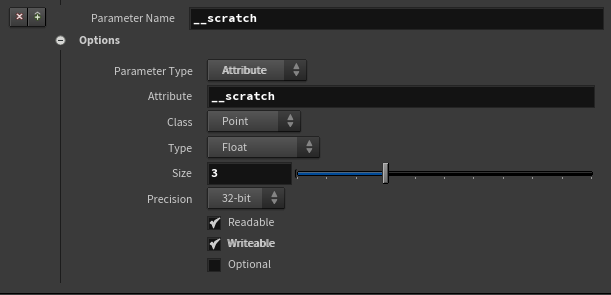 Parameter Name __scratch
Options
Parameter Type Attribute
Attribute __scratch
Class Point
Type Float
Size 3
Precision 32-bit
Readable
Writeable
Optional